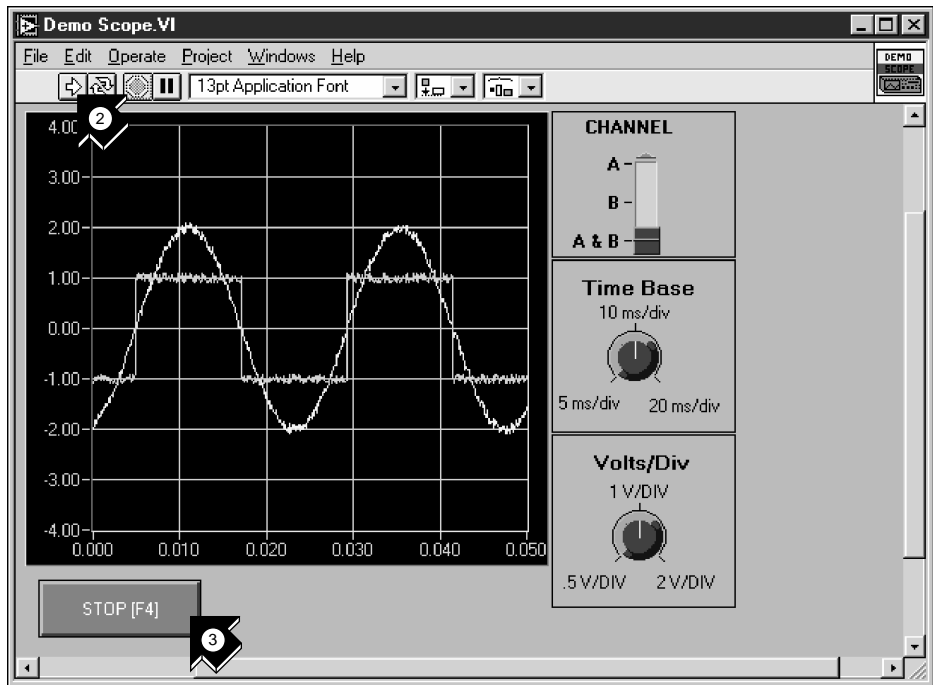 Demo Scope.VI
File Edit Operate Project Windows Help
DEMO
SCOPE
13pt Application Font
2
4.00
3.00
2.00
1.00
0.00
-1.00
-2.00
-3.00
-4.00
0.000 0.010 0.020 0.030 0.040 0.050
CHANNEL
A
B
A & B
Time Base
10 ms/div
5 ms/div 20 ms/div
Volts/Div
1 V/DIV
.5 V/DIV 2 V/DIV
STOP [F4]
3